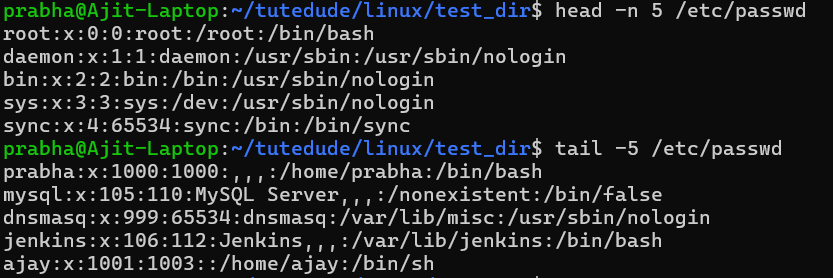 prabha@Ajit-Laptop:~/tutedude/linux/test_dir$ head -n 5 /etc/passwd
root:x:0:0:root:/root:/bin/bash
daemon:x:1:1:daemon:/usr/sbin:/usr/sbin/nologin
bin:x:2:2:bin:/bin:/usr/sbin/nologin
sys:x:3:3:sys:/dev:/usr/sbin/nologin
sync:x:4:65534:sync:/bin:/bin/sync
prabha@Ajit-Laptop:~/tutedude/linux/test_dir$ tail -5 /etc/passwd
prabha:x:1000:1000:,,,:/home/prabha:/bin/bash
mysql:x:105:110:MySQL Server,,,:/nonexistent:/bin/false
dnsmasq:x:999:65534:dnsmasq:/var/lib/misc:/usr/sbin/nologin
jenkins:x:106:112:Jenkins,,,:/var/lib/jenkins:/bin/bash
ajay:x:1001:1003::/home/ajay:/bin/sh